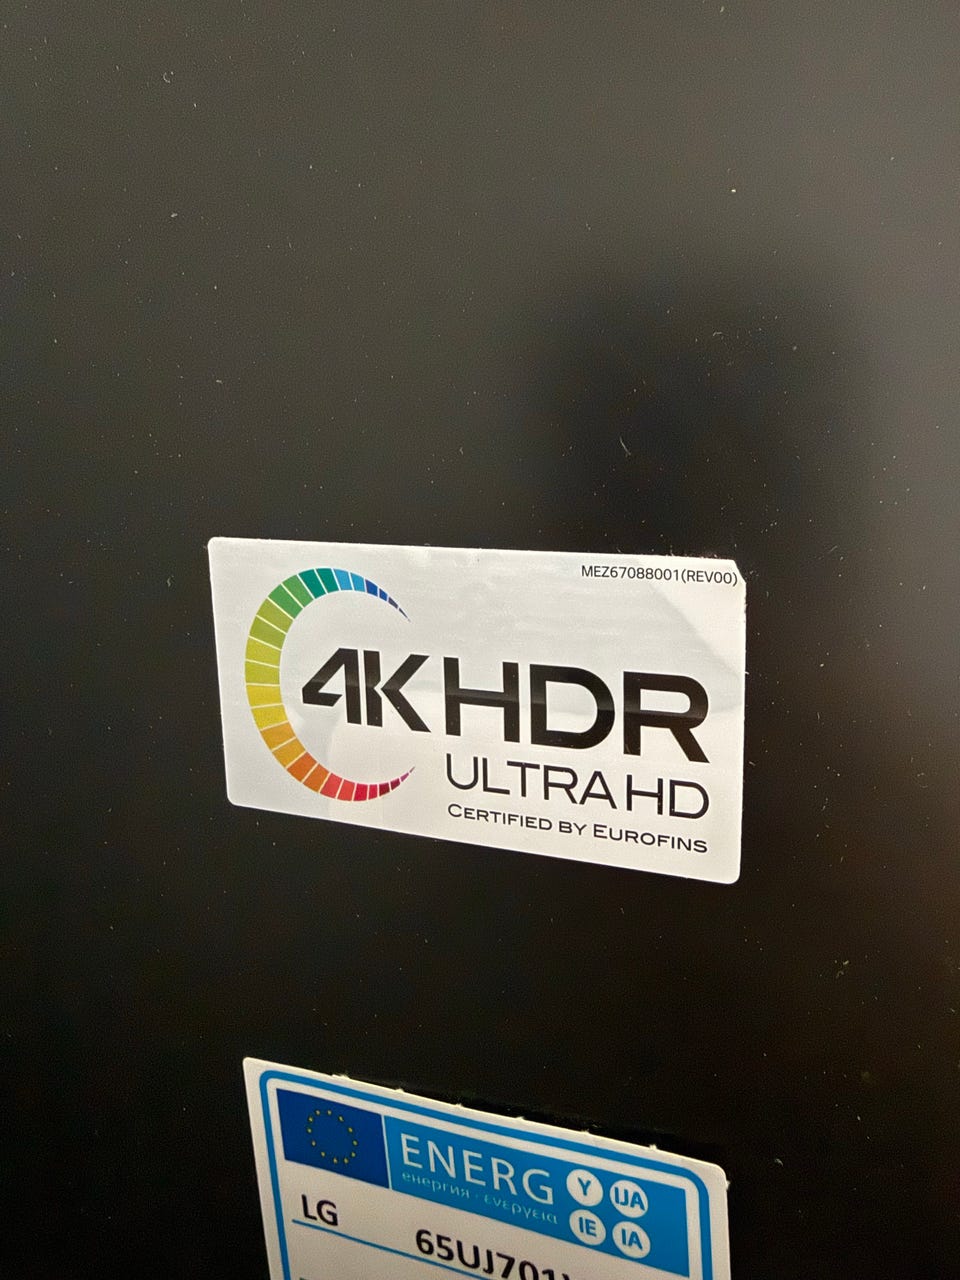 MEZ67088001(REV00)
4K HDR
ULTRA HD
CERTIFIED BY EUROFINS
ENERG Y IJA
енергия · ενεργεια IE IA
LG